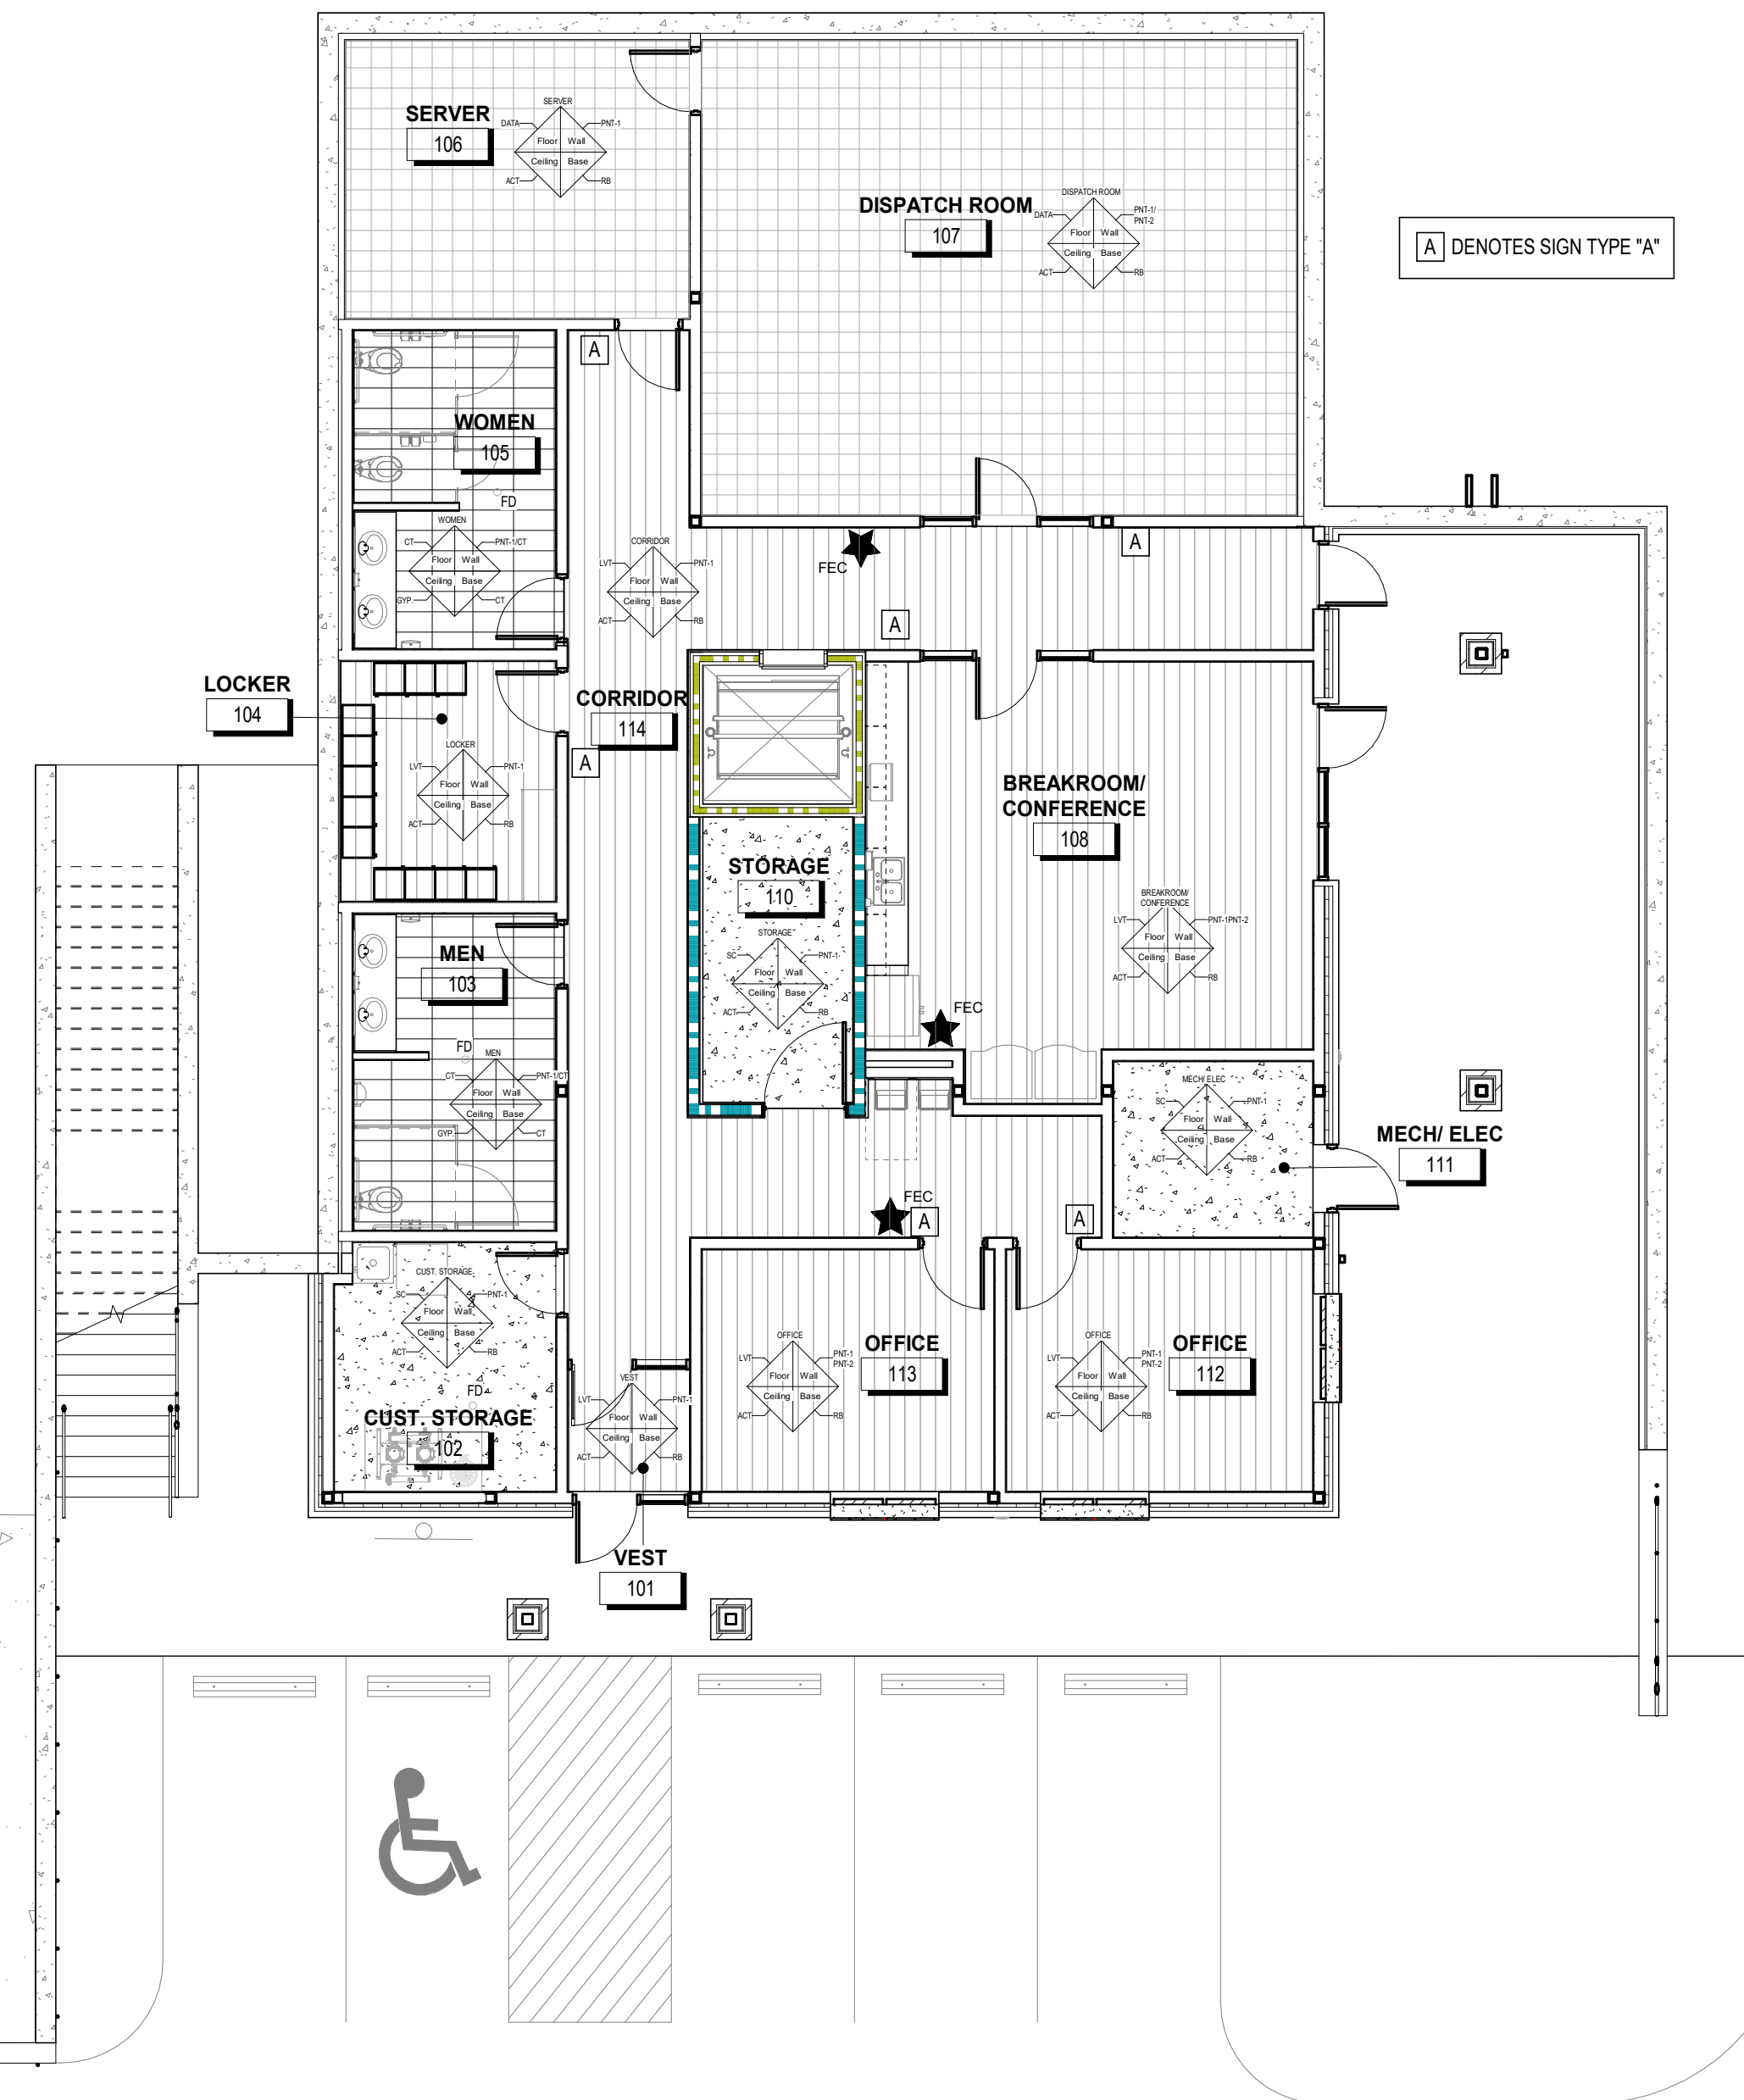 SERVER
106
SERVER
DATA
PNT-1
Floor Wall
Ceiling Base
ACT
RB
DISPATCH ROOM
107
DISPATCH ROOM
DATA
PNT-1/
PNT-2
Floor Wall
Ceiling Base
ACT
RB
A DENOTES SIGN TYPE "A"
A
WOMEN
105
FD
WOMEN
CT
PNT-1/CT
Floor Wall
Ceiling Base
GYP.
CT
CORRIDOR
LVT
PNT-1
Floor Wall
Ceiling Base
ACT
RB
FEC
A
A
LOCKER
104
CORRIDOR
114
A
LOCKER
LVT
PNT-1
Floor Wall
Ceiling Base
ACT
RB
BREAKROOM/
CONFERENCE
108
BREAKROOM/
CONFERENCE
LVT
PNT-1PNT-2
Floor Wall
Ceiling Base
ACT
RB
STORAGE
110
STORAGE
SC
PNT-1
Floor Wall
Ceiling Base
ACT
RB
FEC
MEN
103
FD
MEN
CT
PNT-1/CT
Floor Wall
Ceiling Base
GYP.
CT
MECH/ ELEC
SC
PNT-1
Floor Wall
Ceiling Base
ACT
RB
MECH/ ELEC
111
FEC
A
A
CUST. STORAGE
SC
PNT-1
Floor Wall
Ceiling Base
ACT
RB
FD
CUST. STORAGE
102
VEST
LVT
PNT-1
Floor Wall
Ceiling Base
ACT
RB
OFFICE
113
OFFICE
LVT
PNT-1
PNT-2
Floor Wall
Ceiling Base
ACT
RB
OFFICE
112
OFFICE
LVT
PNT-1
PNT-2
Floor Wall
Ceiling Base
ACT
RB
VEST
101